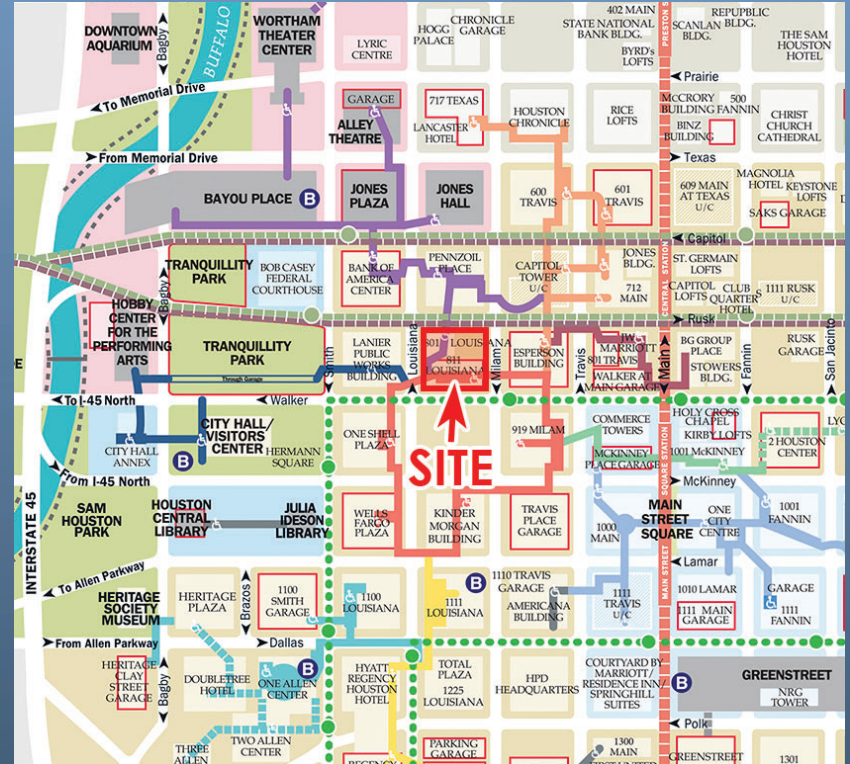 DOWNTOWN
AQUARIUM
Bagby
BUFFALO
WORTHAM
THEATER
CENTER
LYRIC
CENTRE
HOGG
PALACE
CHRONICLE
GARAGE
402 MAIN
STATE NATIONAL
BANK BLDG.
BYRD's
LOFTS
PRESTON S
SCANLAN
BLDG.
REPUPBLIC
BLDG.
THE SAM
HOUSTON
HOTEL
Prairie
To Memorial Drive
GARAGE
ALLEY
THEATRE
717 TEXAS
LANCASTER
HOTEL
HOUSTON
CHRONICLE
RICE
LOFTS
MCCRORY
BUILDING
500
FANNIN
BINZ
BUILDING
CHRIST
CHURCH
CATHEDRAL
From Memorial Drive
Texas
BAYOU PLACE
B
JONES
PLAZA
JONES
HALL
600
TRAVIS
601
TRAVIS
609 MAIN
AT TEXAS
U/C
MAGNOLIA
HOTEL
KEYSTONE
LOFTS
SAKS GARAGE
Capitol
TRANQUILLITY
PARK
Bagby
BOB CASEY
FEDERAL
COURTHOUSE
BANK OF
AMERICA
CENTER
PENNZOIL
PLACE
CAPITOL
TOWER
U/C
JONES
BLDG.
712
MAIN
CENTRAL STATION
ST. GERMAIN
LOFTS
CAPITOL
LOFTS
CLUB
QUARTERS
HOTEL
1111 RUSK
U/C
Rusk
HOBBY
CENTER
FOR THE
PERFORMING
ARTS
TRANQUILLITY
PARK
Through Garage
Smith
LANIER
PUBLIC
WORKS
BUILDING
Louisiana
801 LOUISIANA
811
LOUISIANA
Milam
ESPERSON
BUILDING
Travis
JW
MARRIOTT
801 TRAVIS
WALKER AT
MAIN GARAGE
Main
BG GROUP
PLACE
STOWERS
BLDG.
Fannin
RUSK
GARAGE
San Jacinto
To I-45 North
Walker
CITY HALL
ANNEX
B
CITY HALL/
VISITORS
CENTER
HERMANN
SQUARE
ONE SHELL
PLAZA
SITE
919 MILAM
COMMERCE
TOWERS
MCKINNEY
PLACE GARAGE
SQUARE STATION
HOLY CROSS
CHAPEL
KIRBY LOFTS
1001 MCKINNEY
2 HOUSTON
CENTER
LYO
From I-45 North
McKinney
INTERSTATE 45
SAM
HOUSTON
PARK
HOUSTON
CENTRAL
LIBRARY
JULIA
IDESON
LIBRARY
WELLS
FARGO
PLAZA
KINDER
MORGAN
BUILDING
TRAVIS
PLACE
GARAGE
1000
MAIN
MAIN
STREET
SQUARE
ONE
CITY
CENTRE
1001
FANNIN
Lamar
To Allen Parkway
HERITAGE
SOCIETY
MUSEUM
HERITAGE
PLAZA
Brazos
1100
SMITH
GARAGE
1100
LOUISIANA
B
1111
LOUISIANA
1110 TRAVIS
GARAGE
AMERICANA
BUILDING
1111
TRAVIS
U/C
MAIN STREET
1010 LAMAR
1111 MAIN
GARAGE
GARAGE
1111
FANNIN
From Allen Parkway
Dallas
HERITAGE
CLAY
STREET
GARAGE
Bagby
DOUBLETREE
HOTEL
ONE ALLEN
CENTER
B
HYATT
REGENCY
HOUSTON
HOTEL
TOTAL
PLAZA
1225
LOUISIANA
HPD
HEADQUARTERS
COURTYARD BY
MARRIOTT/
RESIDENCE INN/
SPRINGHILL
SUITES
B
GREENSTREET
NRG
TOWER
Polk
THREE
ALLEN
TWO ALLEN
CENTER
REGENCY
PARKING
GARAGE
1300
MAIN
FIRST UNITED
GREENSTREET
1301